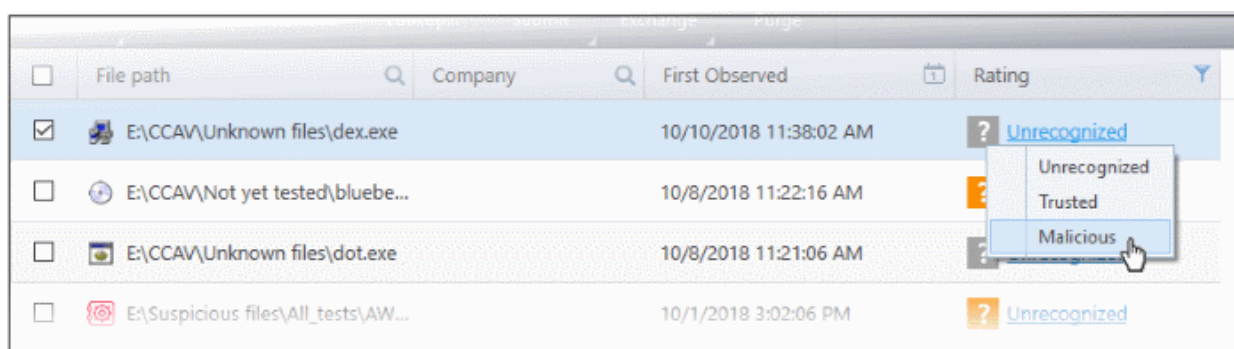 Exchange Purge
File path Company First Observed 1 Rating
E:\CCAV\Unknown files\dex.exe 10/10/2018 11:38:02 AM ? Unrecognized
Unrecognized
E:\CCAV\Not yet tested\bluebe... 10/8/2018 11:22:16 AM ?
Trusted
Malicious
E:\CCAV\Unknown files\dot.exe 10/8/2018 11:21:06 AM ?
E:\Suspicious files\All_tests\AW... 10/1/2018 3:02:06 PM ? Unrecognized